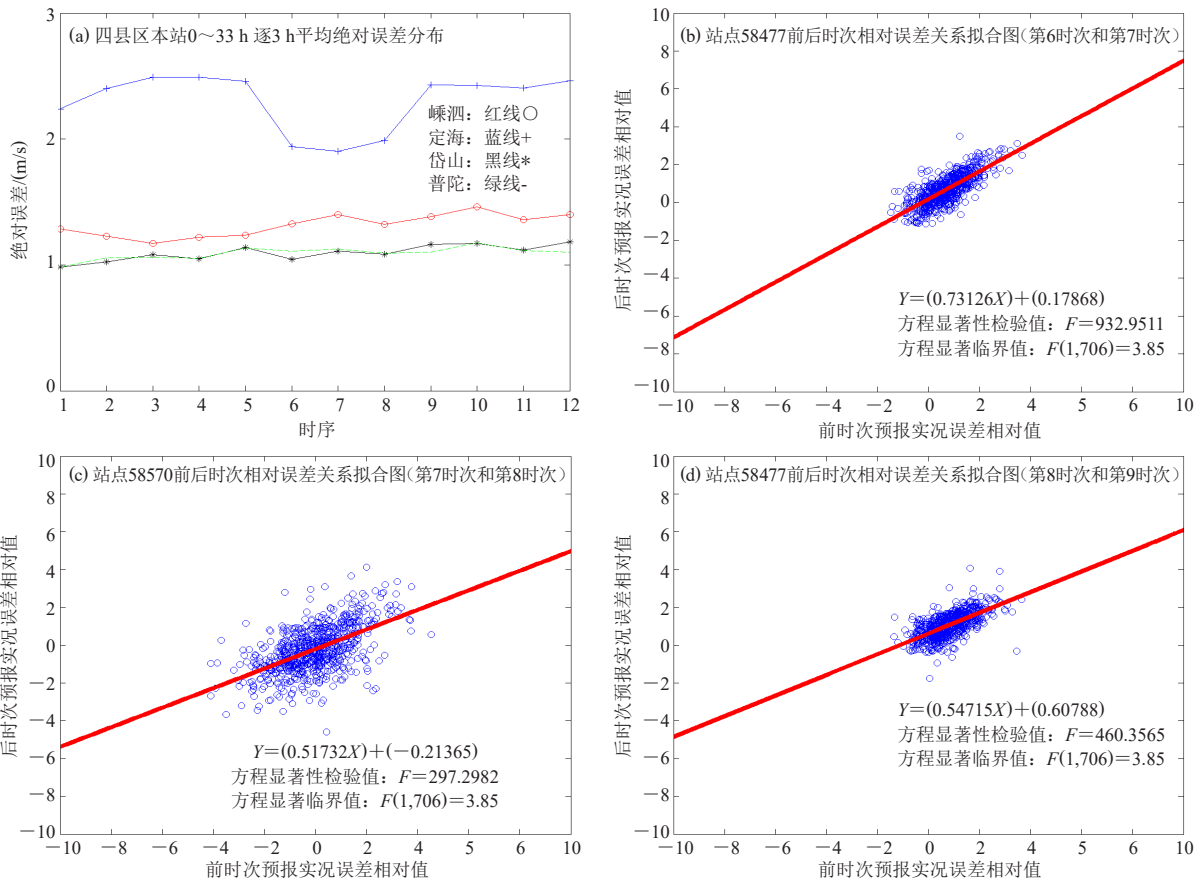 (a) 四县区本站0～33 h 逐3 h平均绝对误差分布
3
2
1
0
绝对误差/(m/s)
嵊泗：红线○
定海：蓝线+
岱山：黑线*
普陀：绿线-
1 2 3 4 5 6 7 8 9 10 11 12
时序
(b) 站点58477前后时次相对误差关系拟合图(第6时次和第7时次)
10
8
6
4
2
0
−2
−4
−6
−8
−10
后时次预报实况误差相对值
Y=(0.73126X)+(0.17868)
方程显著性检验值：F=932.9511
方程显著临界值：F(1,706)=3.85
−10 −8 −6 −4 −2 0 2 4 6 8 10
前时次预报实况误差相对值
(c) 站点58570前后时次相对误差关系拟合图(第7时次和第8时次)
10
8
6
4
2
0
−2
−4
−6
−8
−10
后时次预报实况误差相对值
Y=(0.51732X)+(−0.21365)
方程显著性检验值：F=297.2982
方程显著临界值：F(1,706)=3.85
−10 −8 −6 −4 −2 0 2 4 6 8 10
前时次预报实况误差相对值
(d) 站点58477前后时次相对误差关系拟合图(第8时次和第9时次)
10
8
6
4
2
0
−2
−4
−6
−8
−10
后时次预报实况误差相对值
Y=(0.54715X)+(0.60788)
方程显著性检验值：F=460.3565
方程显著临界值：F(1,706)=3.85
−10 −8 −6 −4 −2 0 2 4 6 8 10
前时次预报实况误差相对值